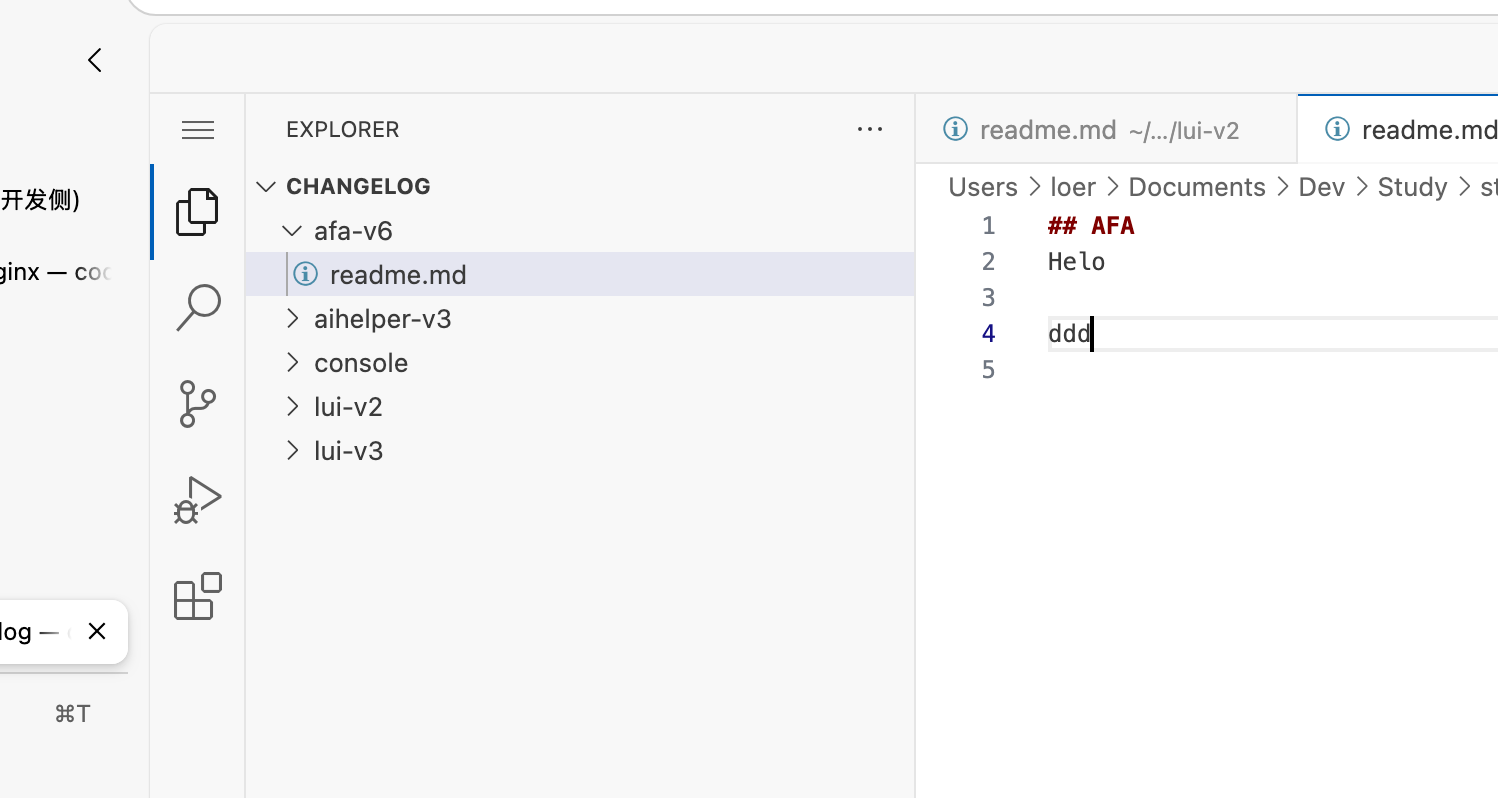 开发侧)
ginx — coc
log —
⌘T
EXPLORER
CHANGELOG
afa-v6
readme.md
aihelper-v3
console
lui-v2
lui-v3
readme.md ~/.../lui-v2
readme.md
Users > loer > Documents > Dev > Study > st
1 ## AFA
2 Helo
3
4 ddd
5